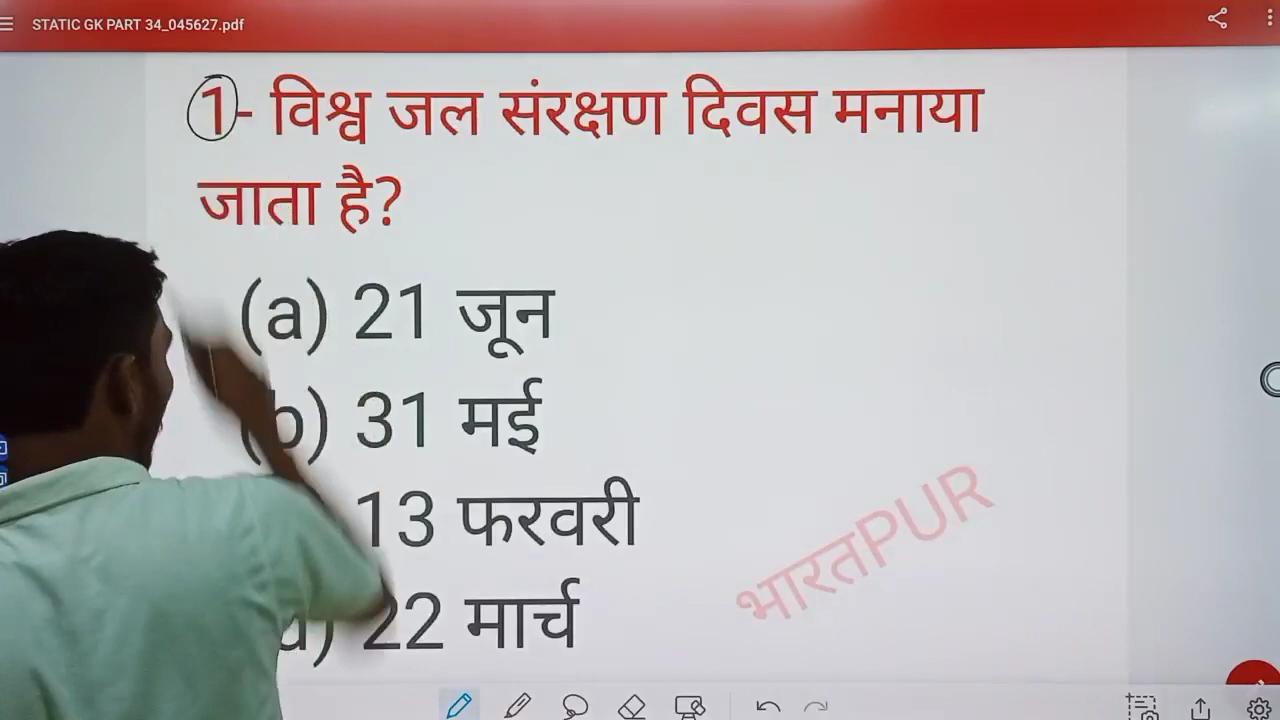 STATIC GK PART 34_045627.pdf
1- विश्व जल संरक्षण दिवस मनाया
जाता है?
(a) 21 जून
(b) 31 मई
13 फरवरी
(d) 22 मार्च
भारतPUR